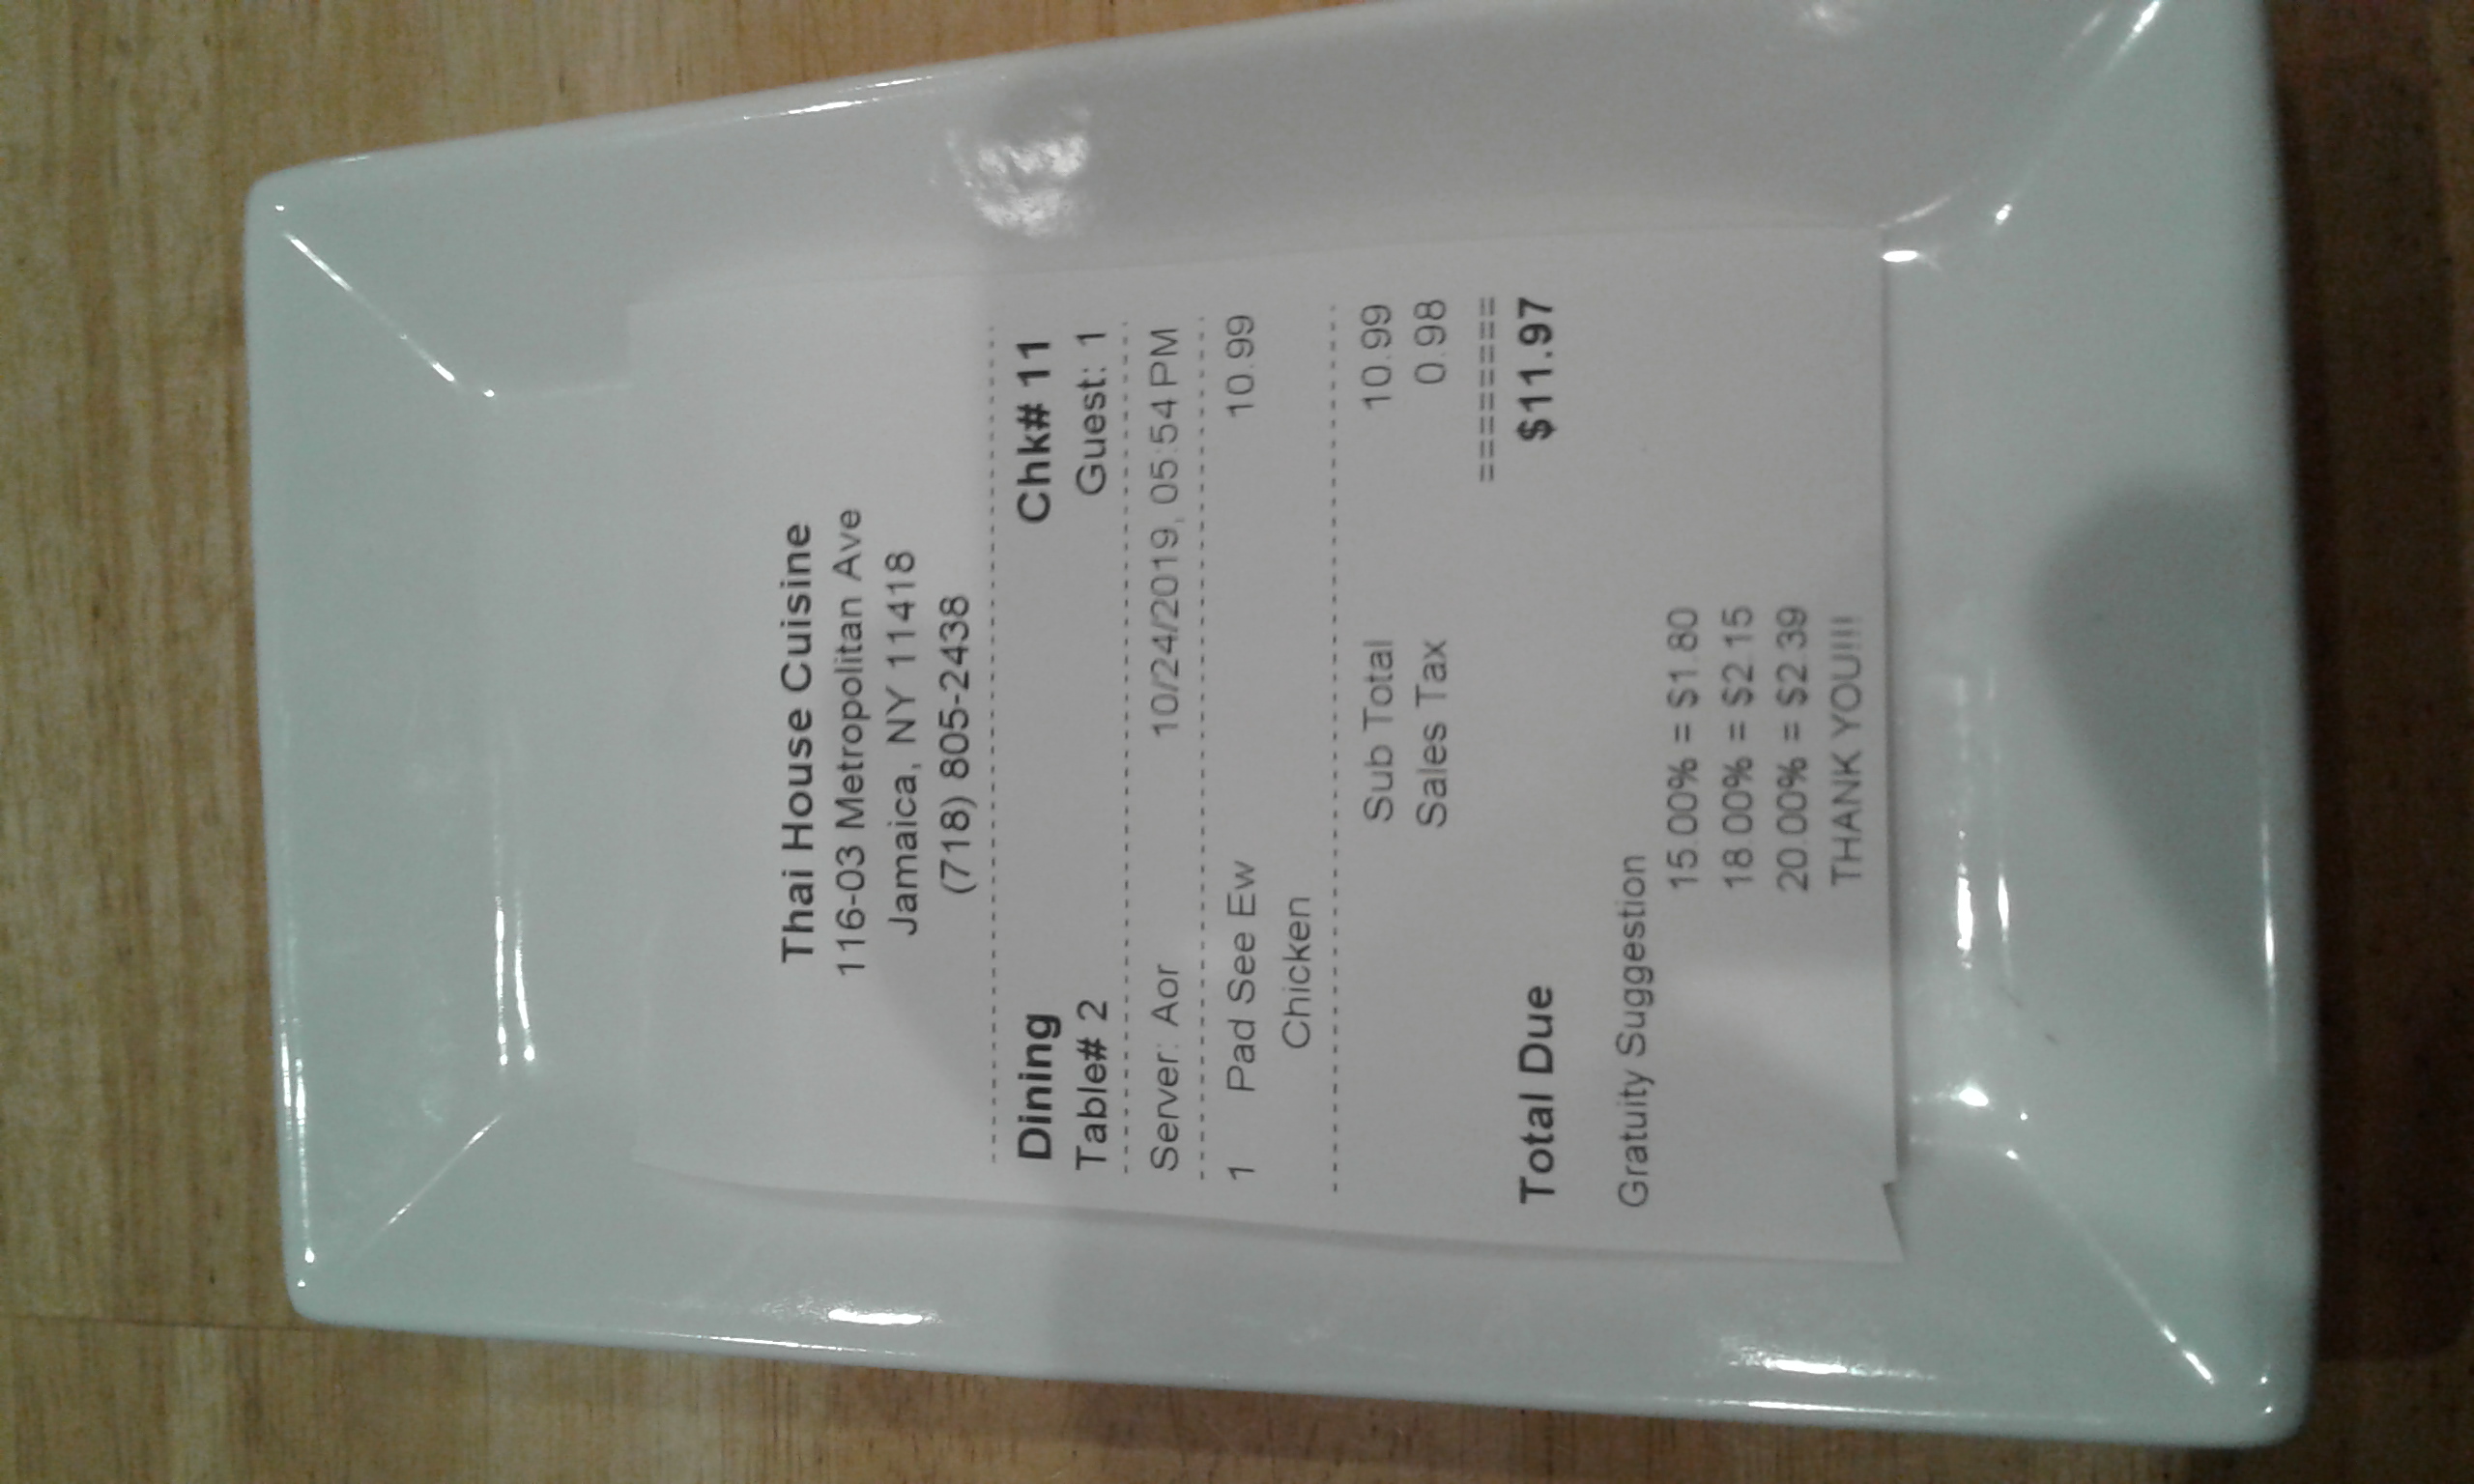 Thai House Cuisine
116-03 Metropolitan Ave
Jamaica, NY 11418
(718) 805-2438
Dining Chk# 11
Table# 2 Guest: 1
Server: Aor 10/24/2019, 05:54 PM
1 Pad See Ew 10.99
Chicken
Sub Total 10.99
Sales Tax 0.98
========
Total Due $11.97
Gratuity Suggestion
15.00% = $1.80
18.00% = $2.15
20.00% = $2.39
THANK YOU!!!